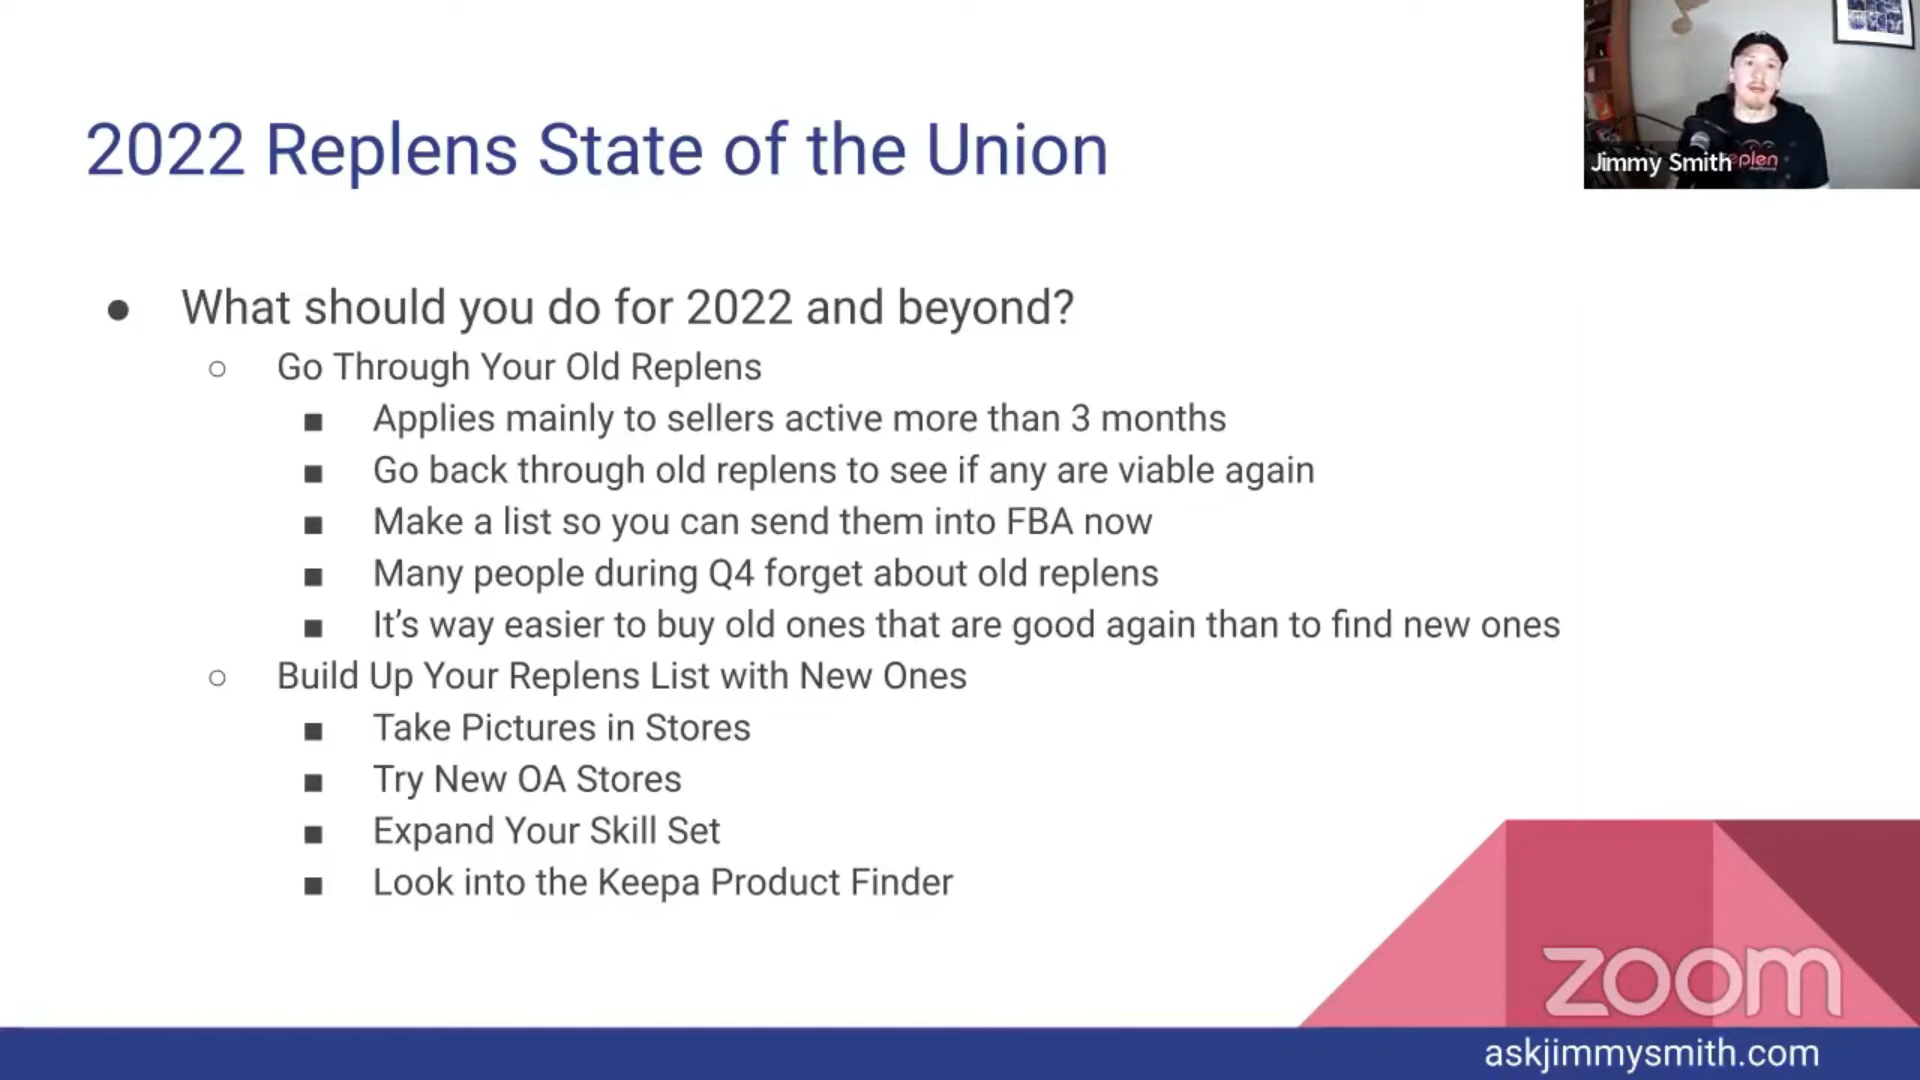 2022 Replens State of the Union
Jimmy Smith
eplen
What should you do for 2022 and beyond?
Go Through Your Old Replens
Applies mainly to sellers active more than 3 months
Go back through old replens to see if any are viable again
Make a list so you can send them into FBA now
Many people during Q4 forget about old replens
It’s way easier to buy old ones that are good again than to find new ones
Build Up Your Replens List with New Ones
Take Pictures in Stores
Try New OA Stores
Expand Your Skill Set
Look into the Keepa Product Finder
zoom
askjimmysmith.com